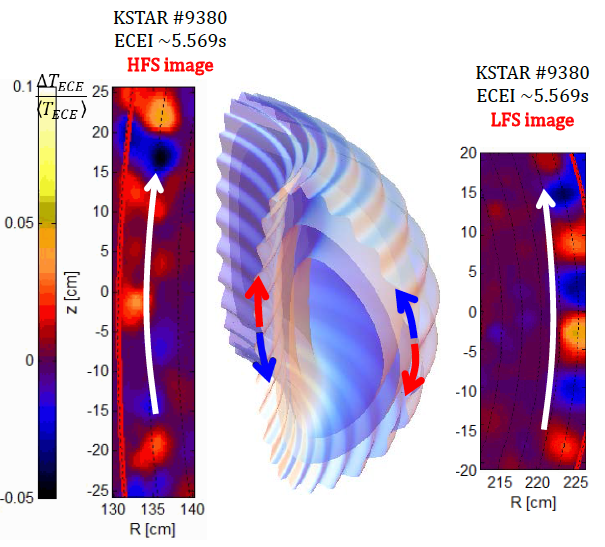 KSTAR #9380
ECEI ~5.569s
HFS image
KSTAR #9380
ECEI ~5.569s
LFS image
ΔT_ECE
⟨T_ECE⟩
0.1
0.05
0
-0.05
25
20
15
10
5
0
-5
-10
-15
-20
-25
z [cm]
130 135 140
R [cm]
20
15
10
5
0
-5
-10
-15
-20
215 220 225
R [cm]